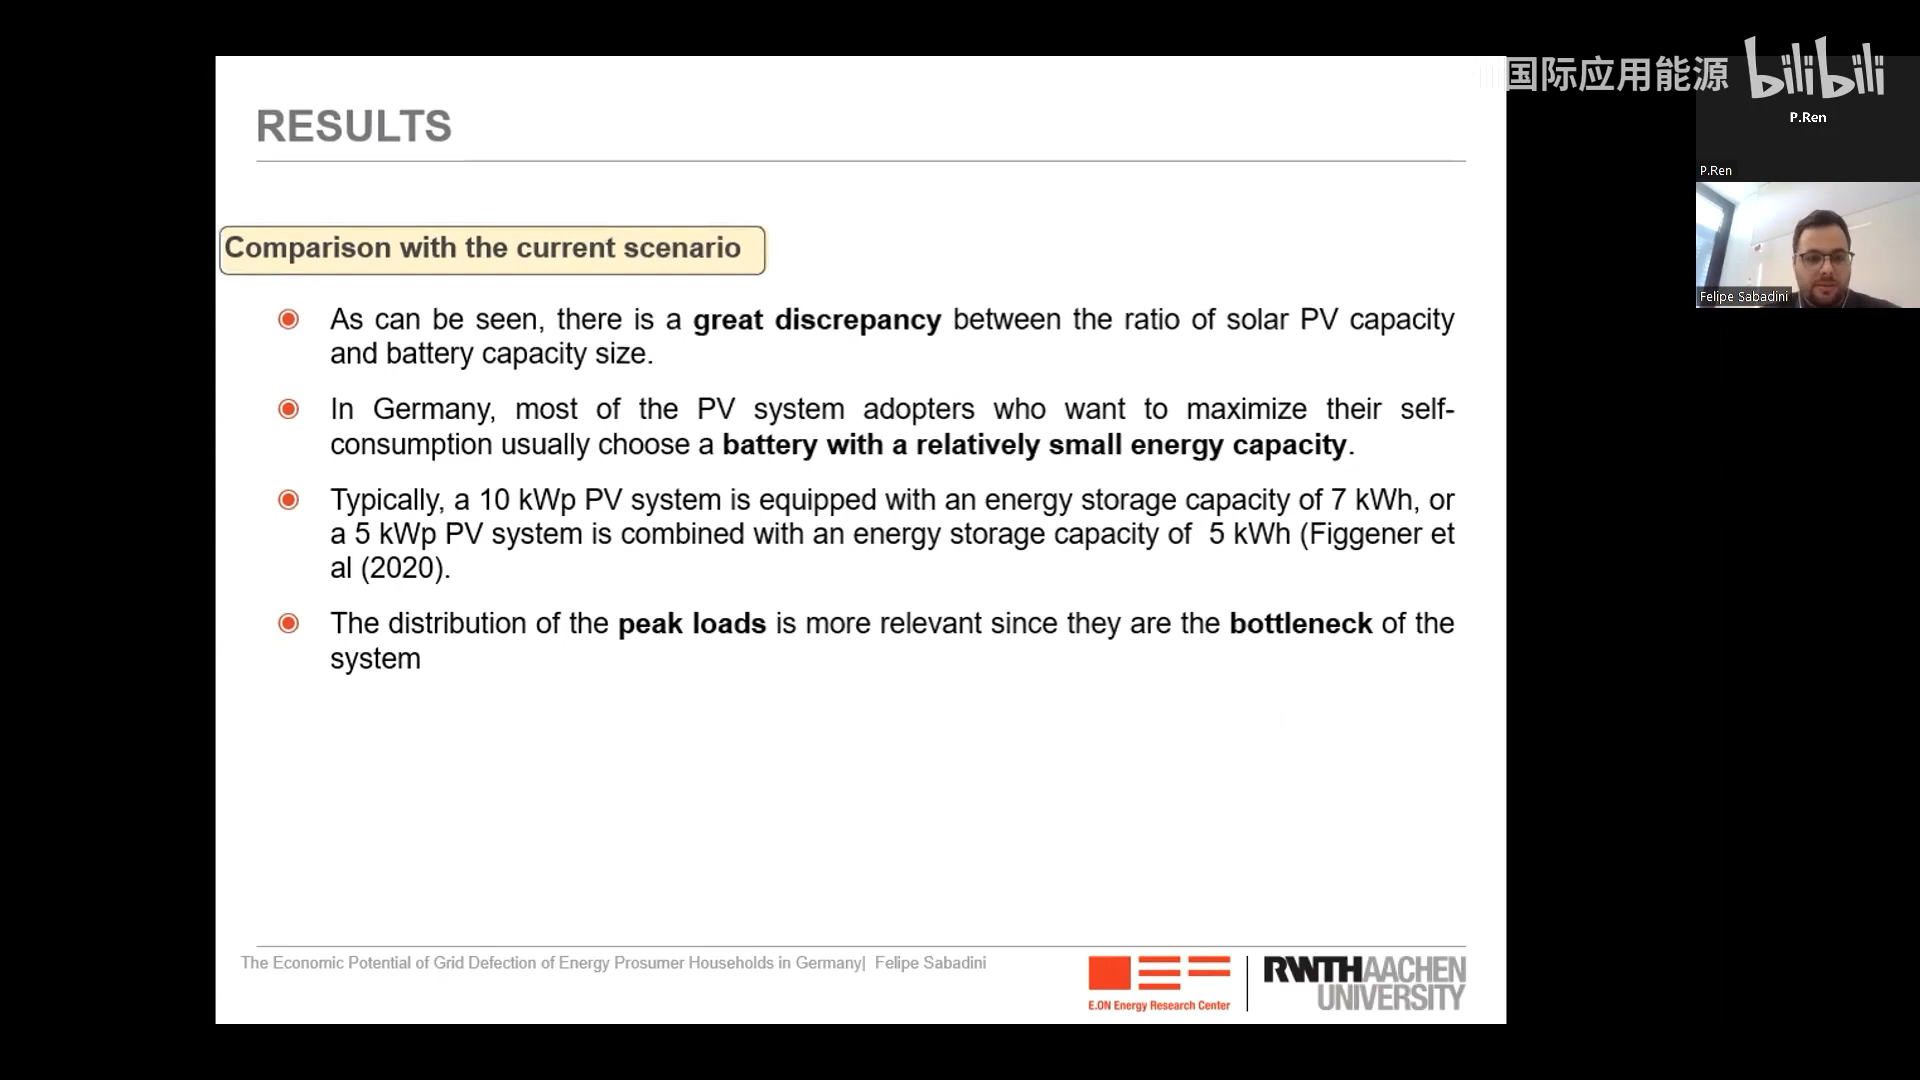 RESULTS
Comparison with the current scenario
As can be seen, there is a great discrepancy between the ratio of solar PV capacity
and battery capacity size.
In Germany, most of the PV system adopters who want to maximize their self-
consumption usually choose a battery with a relatively small energy capacity.
Typically, a 10 kWp PV system is equipped with an energy storage capacity of 7 kWh, or
a 5 kWp PV system is combined with an energy storage capacity of  5 kWh (Figgener et
al (2020).
The distribution of the peak loads is more relevant since they are the bottleneck of the
system
The Economic Potential of Grid Defection of Energy Prosumer Households in Germany|  Felipe Sabadini
E.ON Energy Research Center
RWTHAACHEN
UNIVERSITY
国际应用能源
bilibili
P.Ren
P.Ren
Felipe Sabadini